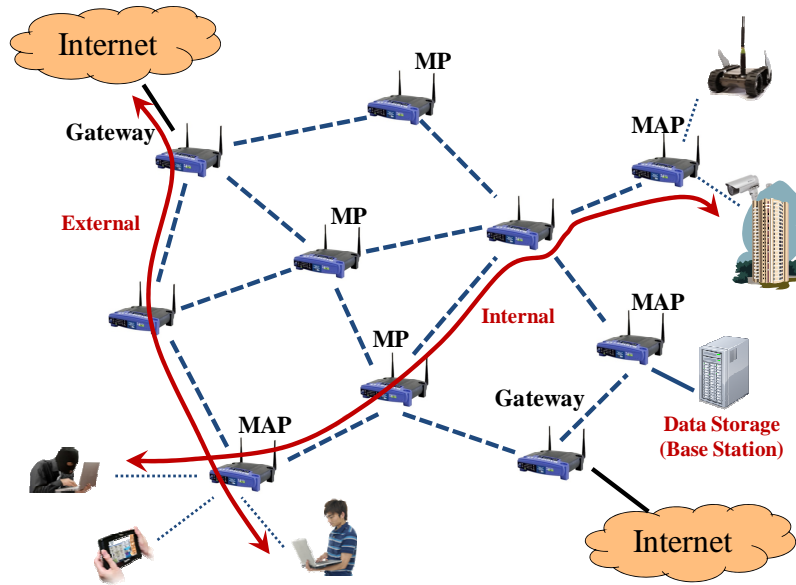 Internet
MP
Gateway
MAP
External
MP
Internal
MAP
MP
Gateway
Data Storage
(Base Station)
MAP
Internet